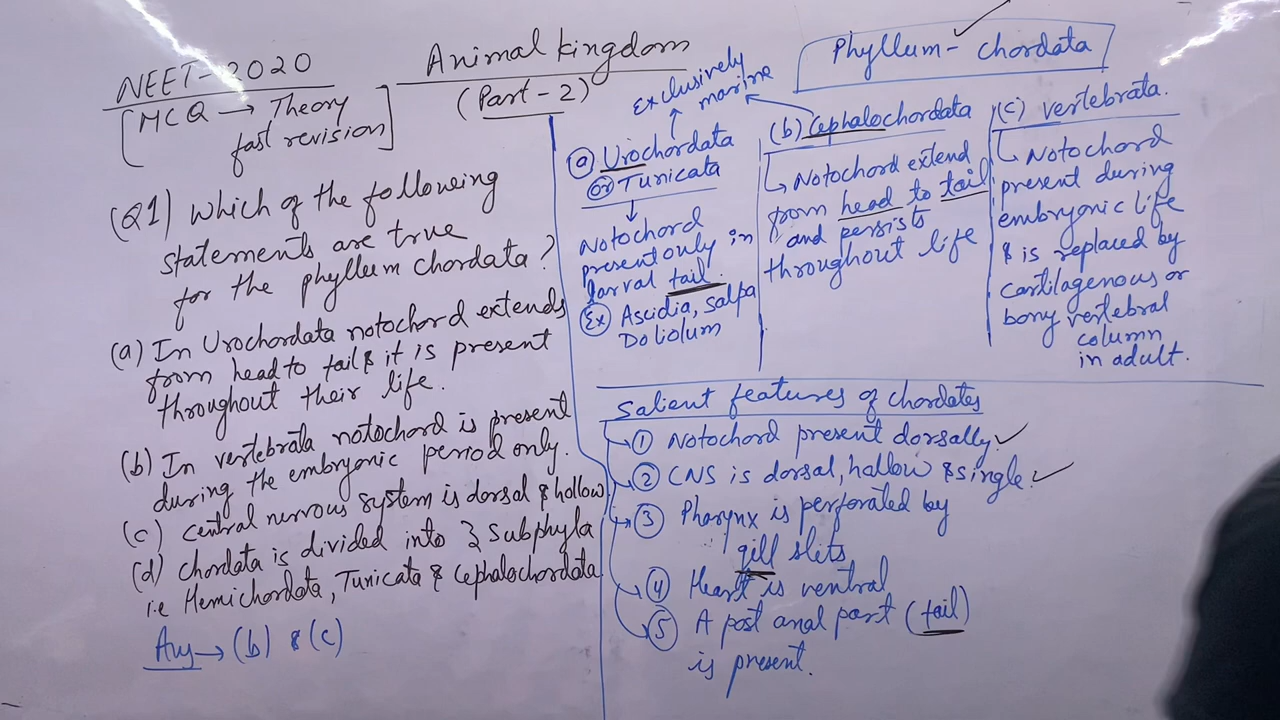 NEET-2020
[MCQ → Theory
fast revision]
Animal kingdom
(Part-2)
(Q1) Which of the following
statements are true
for the phyllum chordata?
(a) In Urochordata notochord extends
from head to tail & it is present
throughout their life.
(b) In vertebrata notochord is present
during the embryonic period only.
(c) central nervous system is dorsal & hollow
(d) chordata is divided into 3 subphyla
i.e Hemichordata, Tunicata & Cephalochordata
Ans → (b) & (c)
Phyllum - chordata
Exclusively
marine
(a) Urochordata
or Tunicata
Notochord
present only in
larval tail.
Ex Ascidia, Salpa
Doliolum
(b) Cephalochordata
Notochord extend
from head to tail
and persists
throughout life
(c) vertebrata.
Notochord
present during
embryonic life
& is replaced by
cartilagenous or
bony vertebral
column
in adult.
Salient features of chordates
① Notochord present dorsally ✓
② CNS is dorsal, hollow & single. ✓
③ Pharynx is perforated by
gill slits
④ Heart is ventral
⑤ A post anal part (tail)
is present.